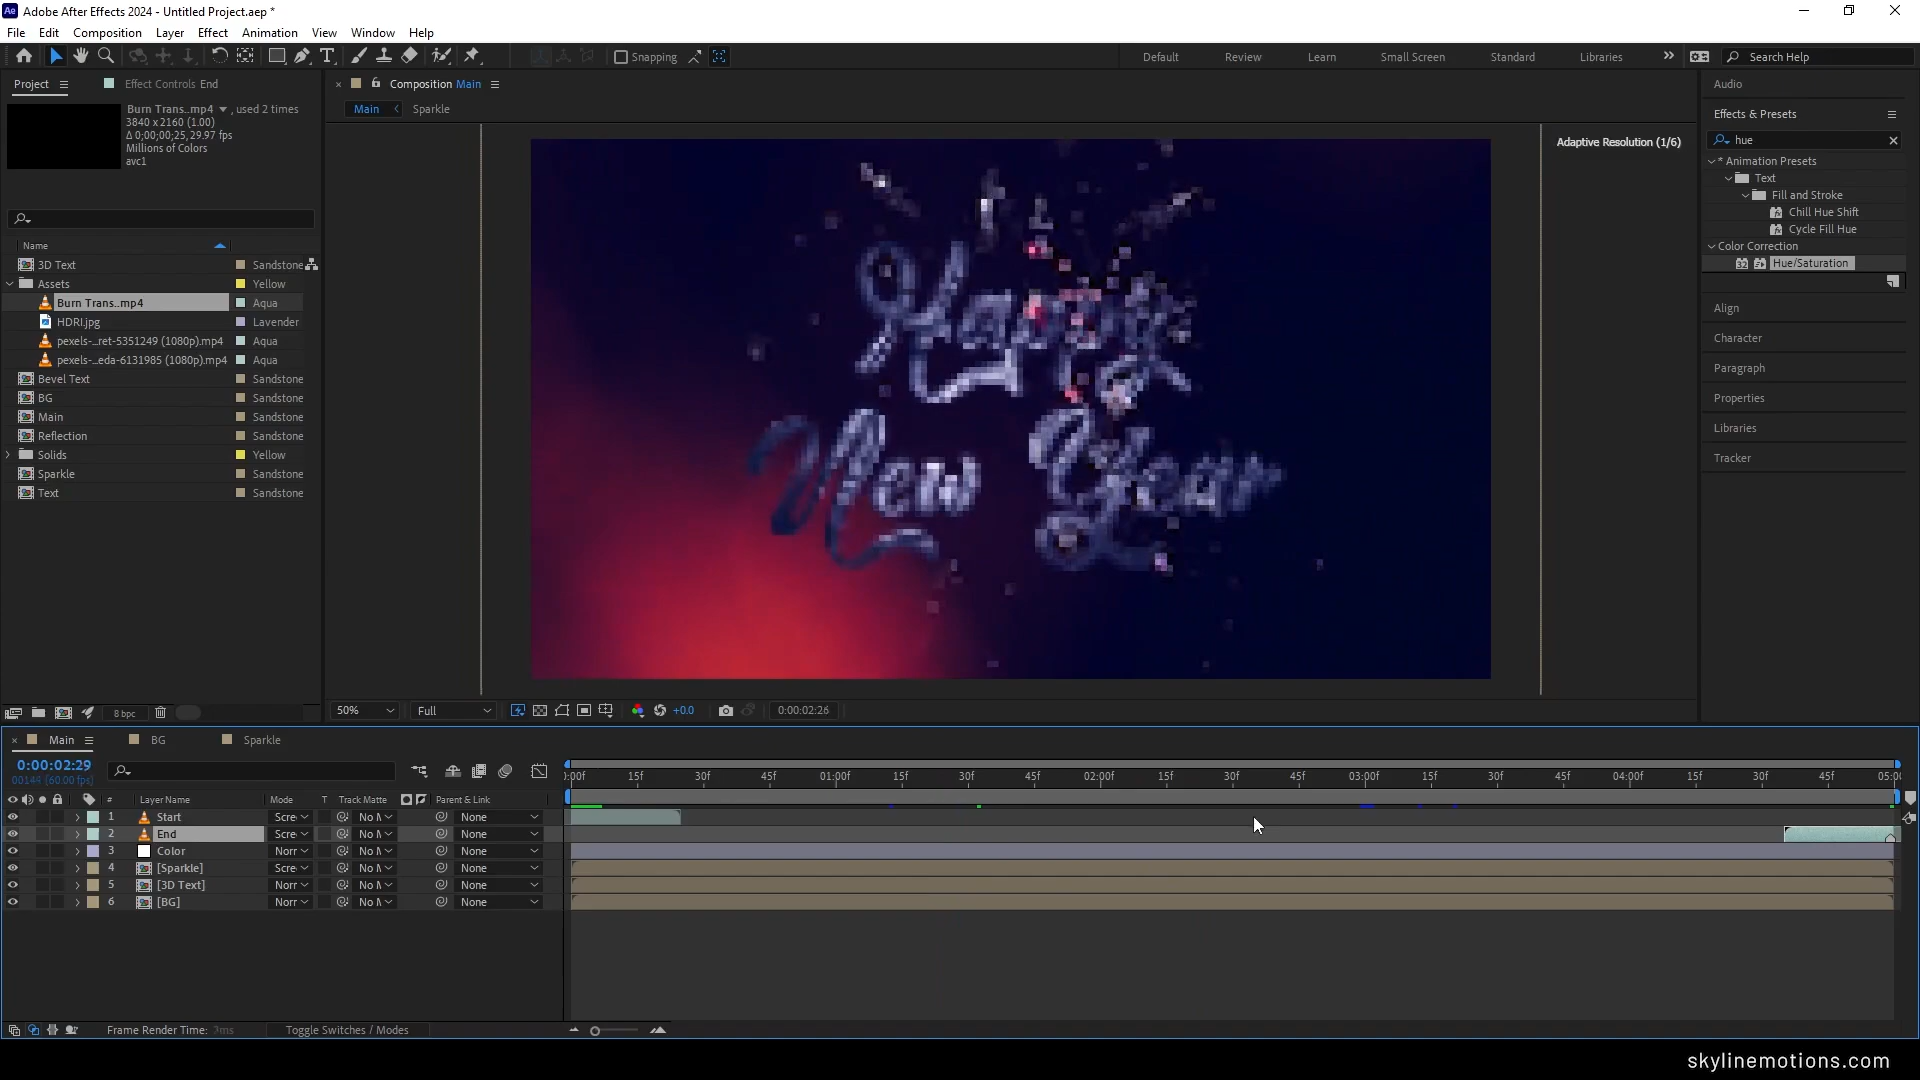 Adobe After Effects 2024 - Untitled Project.aep *
File Edit Composition Layer Effect Animation View Window Help
Snapping
Default Review Learn Small Screen Standard Libraries
Search Help
Project
Effect Controls End
Burn Trans..mp4 , used 2 times
3840 x 2160 (1.00)
Δ 0;00;00;25, 29.97 fps
Millions of Colors
avc1
Name
3D Text Sandstone
Assets Yellow
Burn Trans..mp4 Aqua
HDRI.jpg Lavender
pexels-...ret-5351249 (1080p).mp4 Aqua
pexels-...eda-6131985 (1080p).mp4 Aqua
Bevel Text Sandstone
BG Sandstone
Main Sandstone
Reflection Sandstone
Solids Yellow
Sparkle Sandstone
Text Sandstone
8 bpc
Composition Main
Main Sparkle
Adaptive Resolution (1/6)
Happy
New Year
50% Full +0.0 0:00:02:26
Audio
Effects & Presets
hue
* Animation Presets
Text
Fill and Stroke
Chill Hue Shift
Cycle Fill Hue
Color Correction
Hue/Saturation
Align
Character
Paragraph
Properties
Libraries
Tracker
Main BG Sparkle
0:00:02:29
00149 (60.00 fps)
:00f 15f 30f 45f 01:00f 15f 30f 45f 02:00f 15f 30f 45f 03:00f 15f 30f 45f 04:00f 15f 30f 45f 05:00
# Layer Name Mode T Track Matte Parent & Link
1 Start Scre No M None
2 End Scre No M None
3 Color Norr No M None
4 [Sparkle] Scre No M None
5 [3D Text] Norr No M None
6 [BG] Norr No M None
Frame Render Time: Toggle Switches / Modes
skylinemotions.com